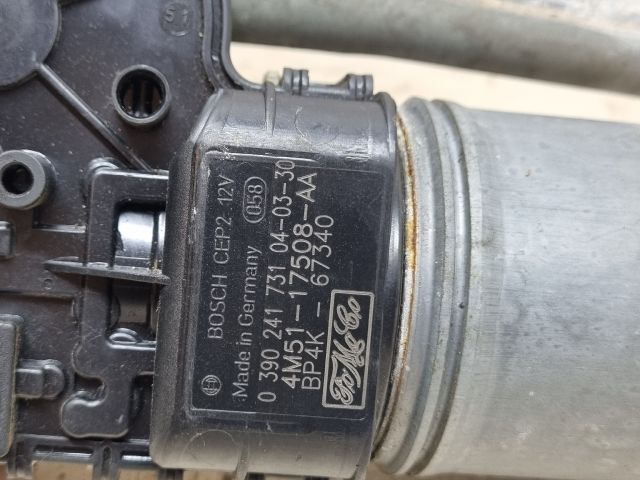 BOSCH CEP2. 12V
Made in Germany 058
0 390 241 731 04-03-30
4M51-17508-AA
BP4K - 67340
FoMoCo
51